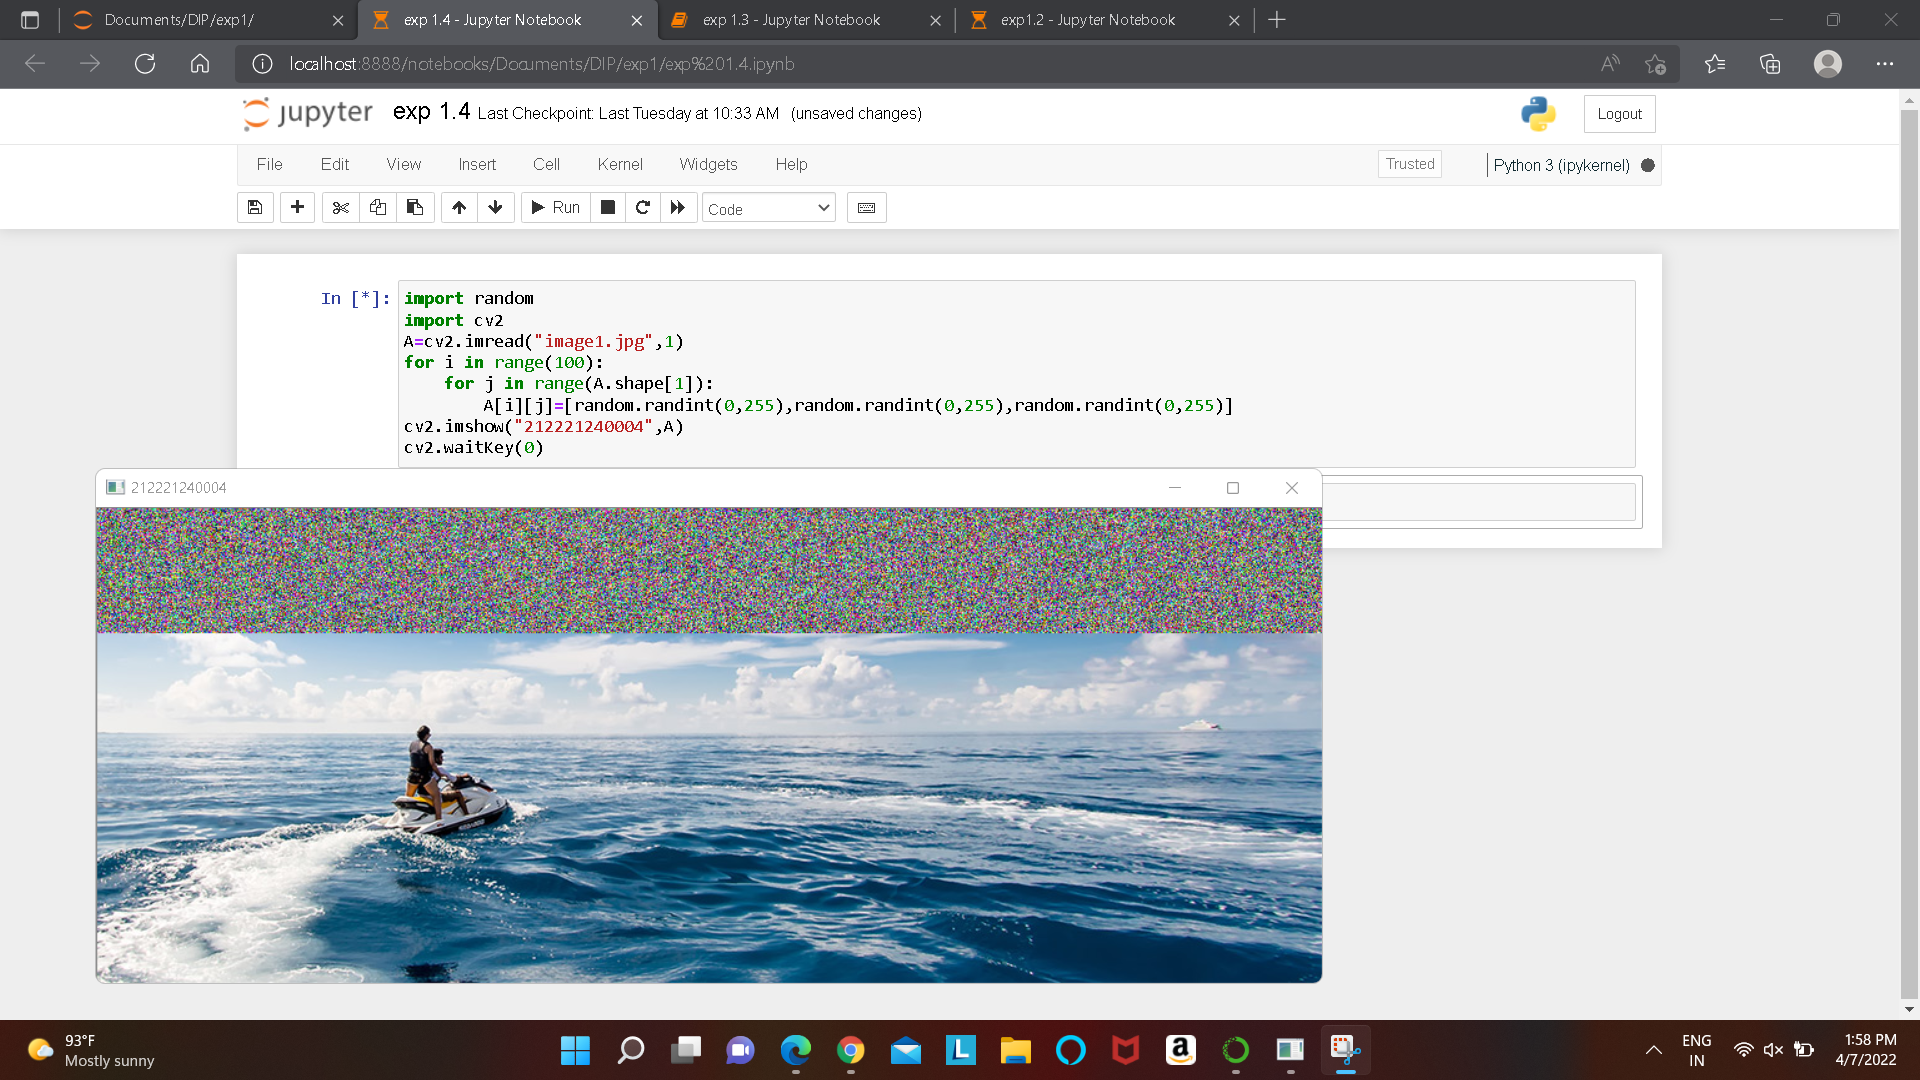 Documents/DIP/exp1/
exp 1.4 - Jupyter Notebook
exp 1.3 - Jupyter Notebook
exp1.2 - Jupyter Notebook
localhost:8888/notebooks/Documents/DIP/exp1/exp%201.4.ipynb
jupyter exp 1.4 Last Checkpoint: Last Tuesday at 10:33 AM (unsaved changes)
Logout
File Edit View Insert Cell Kernel Widgets Help
Trusted
Python 3 (ipykernel)
Run
Code
In [*]:
import random
import cv2
A=cv2.imread("image1.jpg",1)
for i in range(100):
    for j in range(A.shape[1]):
        A[i][j]=[random.randint(0,255),random.randint(0,255),random.randint(0,255)]
cv2.imshow("212221240004",A)
cv2.waitKey(0)
212221240004
93°F
Mostly sunny
ENG
IN
1:58 PM
4/7/2022